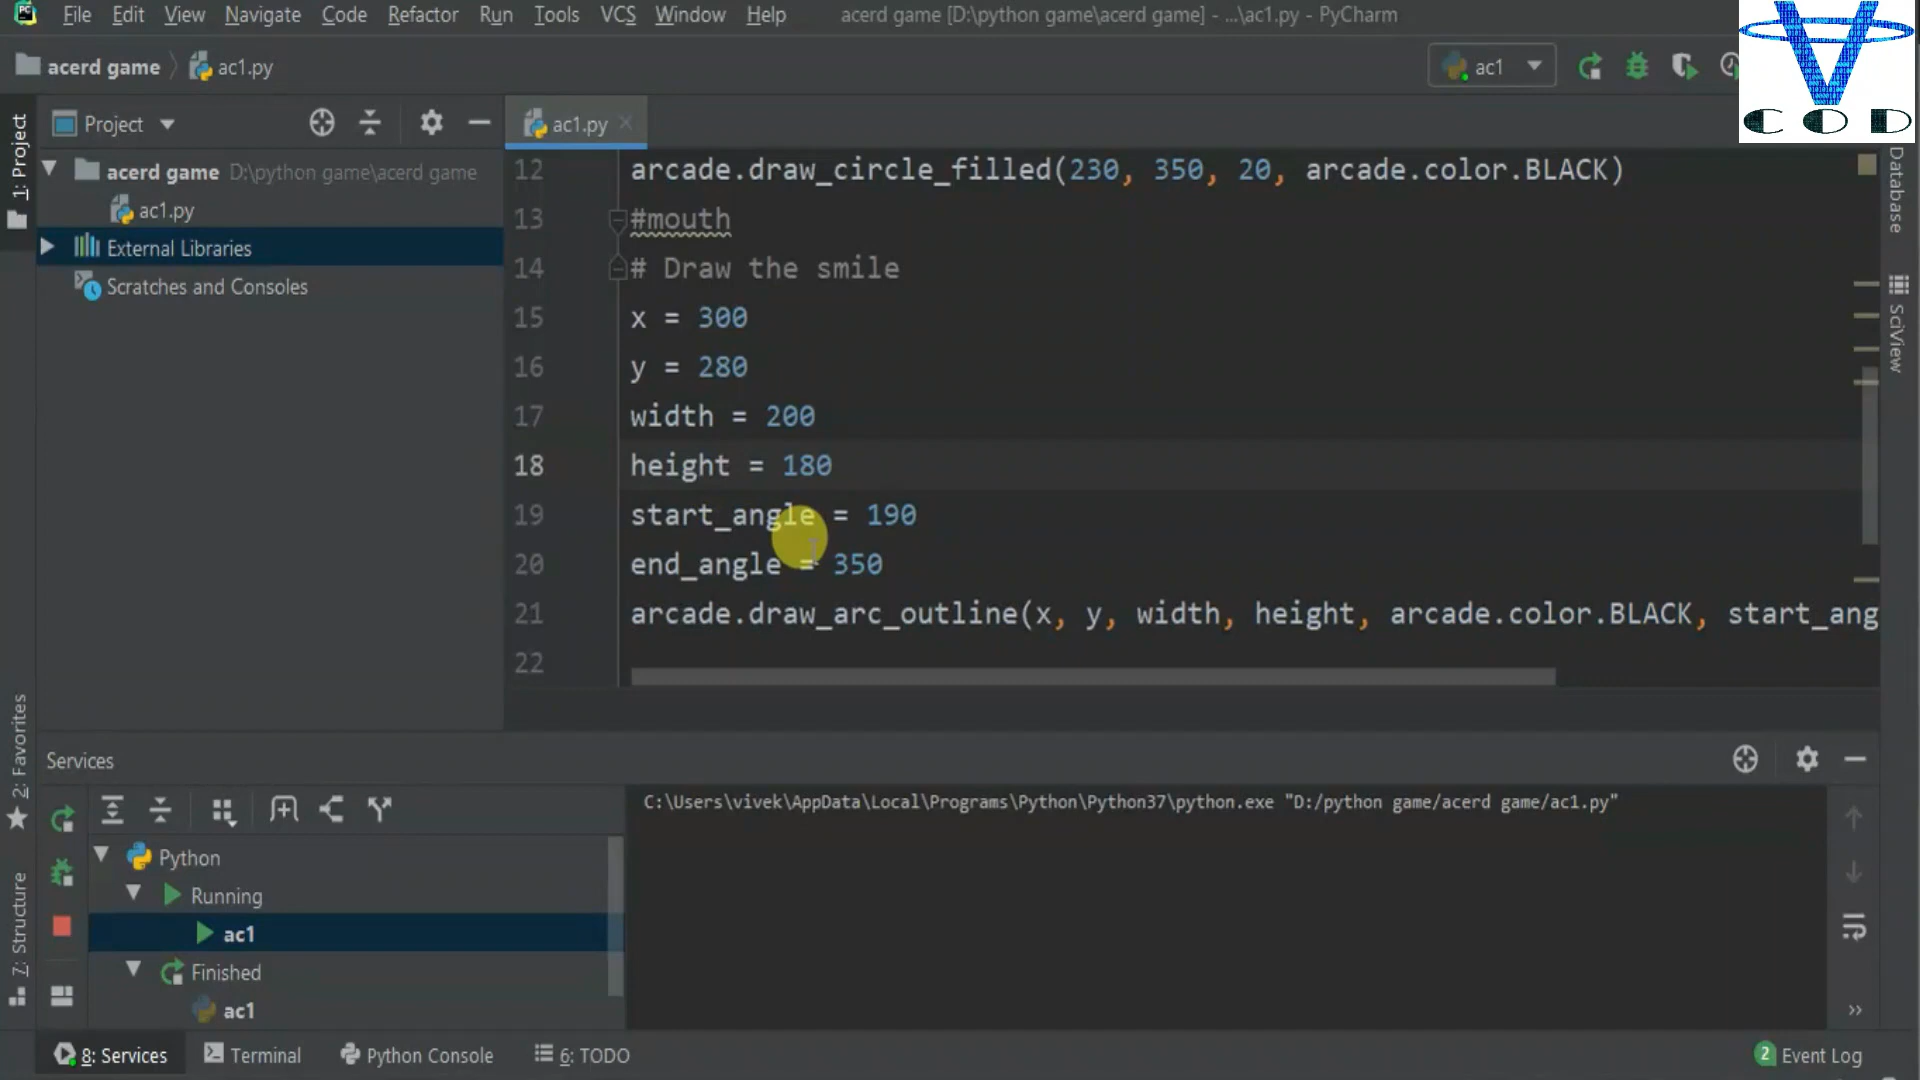 File Edit View Navigate Code Refactor Run Tools VCS Window Help acerd game [D:\python game\acerd game] - ...\ac1.py - PyCharm
acerd game ac1.py ac1
COD
1: Project
Project
ac1.py
acerd game D:\python game\acerd game
ac1.py
External Libraries
Scratches and Consoles
12 arcade.draw_circle_filled(230, 350, 20, arcade.color.BLACK)
13 #mouth
14 # Draw the smile
15 x = 300
16 y = 280
17 width = 200
18 height = 180
19 start_angle = 190
20 end_angle = 350
21 arcade.draw_arc_outline(x, y, width, height, arcade.color.BLACK, start_ang
22
Database
SciView
2: Favorites
7: Structure
Services
Python
Running
ac1
Finished
ac1
C:\Users\vivek\AppData\Local\Programs\Python\Python37\python.exe "D:/python game/acerd game/ac1.py"
8: Services Terminal Python Console 6: TODO 2 Event Log